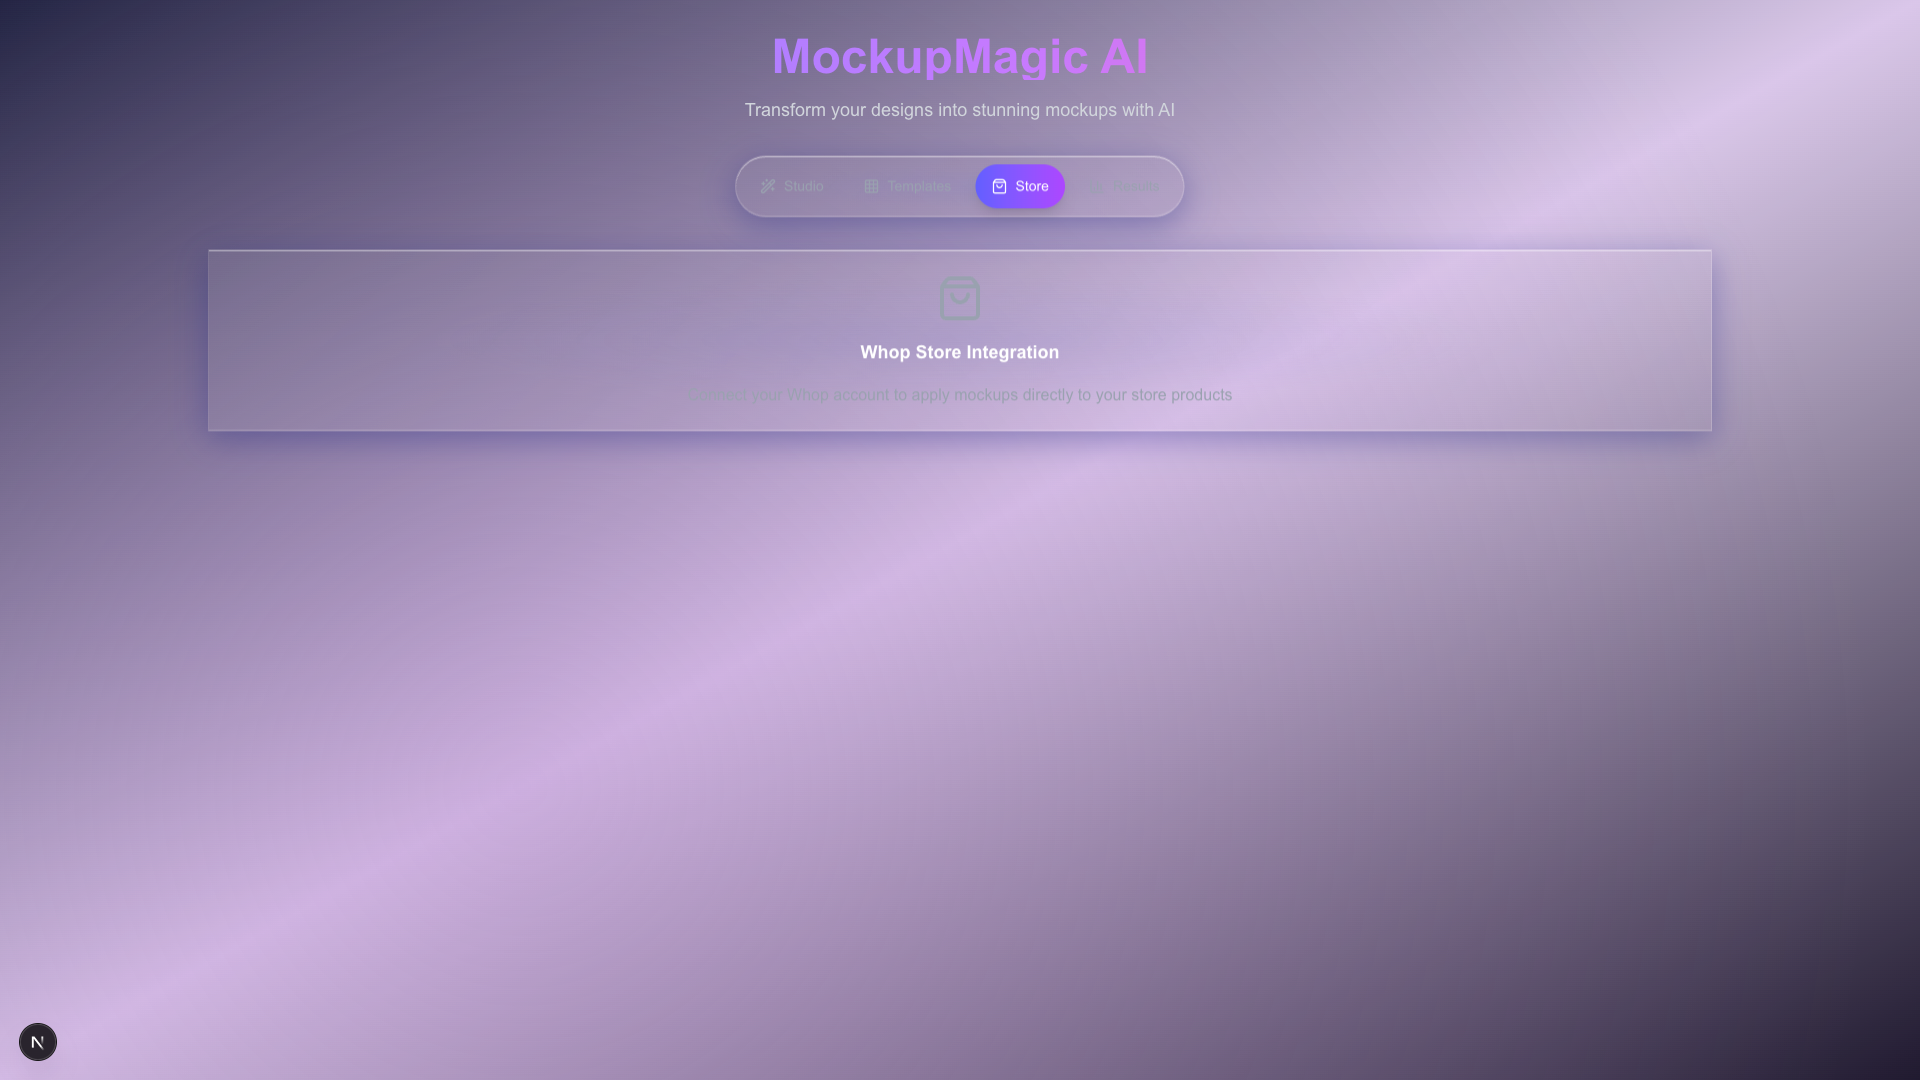 MockupMagic AI
Transform your designs into stunning mockups with AI
Studio
Templates
Store
Results
Whop Store Integration
Connect your Whop account to apply mockups directly to your store products
N